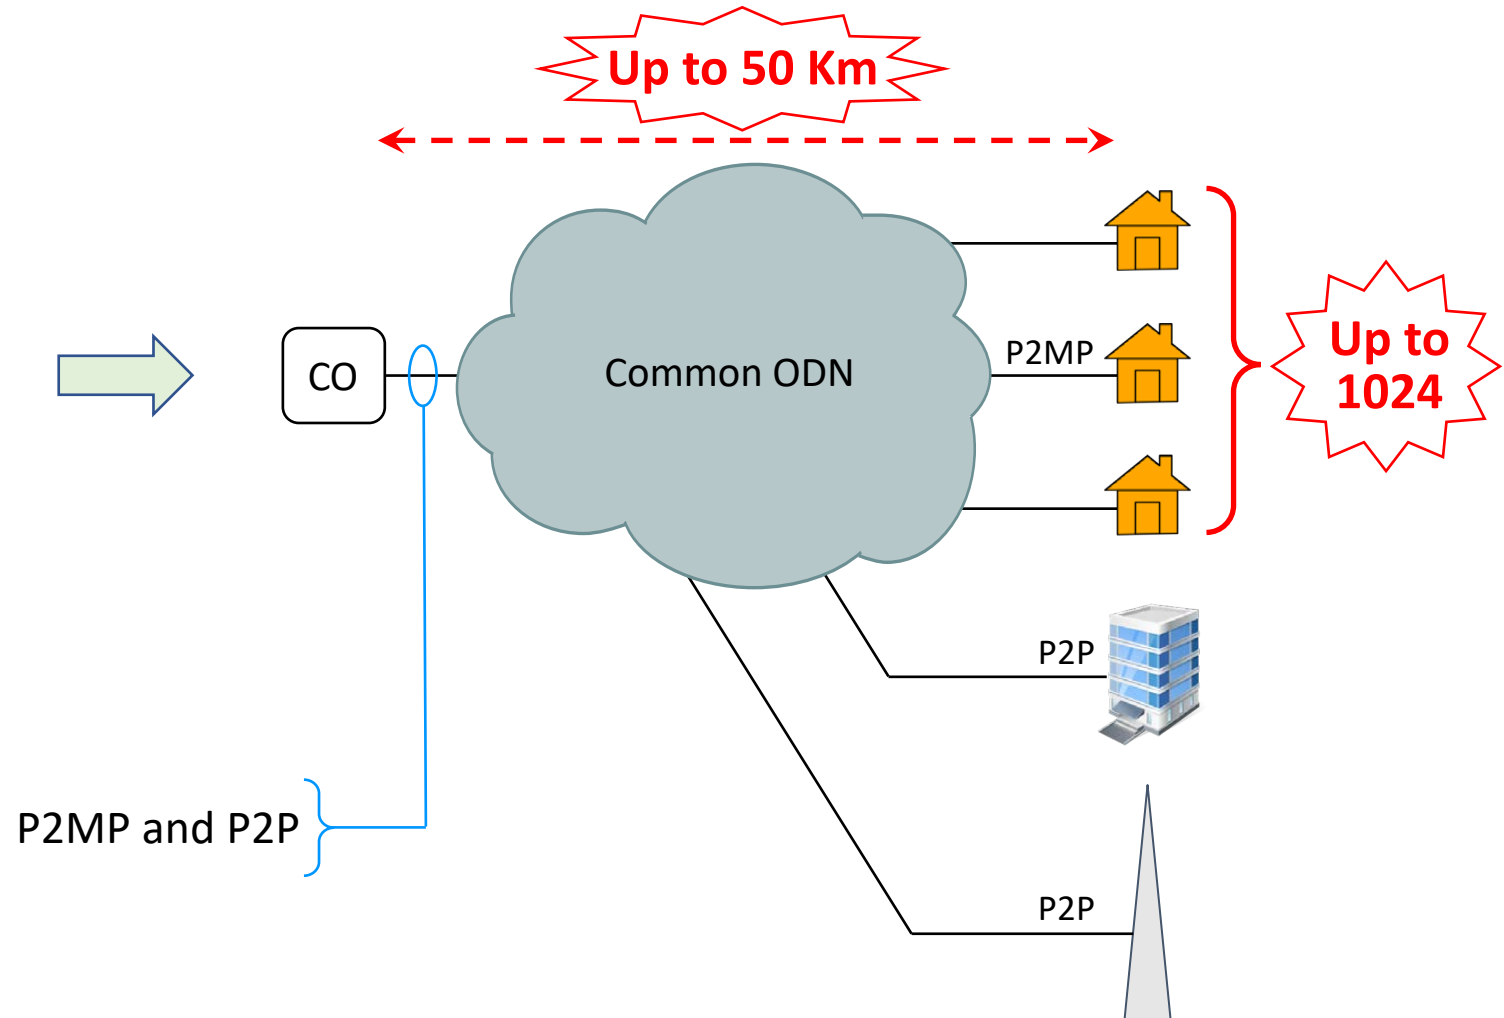 Up to 50 Km
P2MP
CO
Common ODN
Up to
1024
P2P
P2MP and P2P
P2P